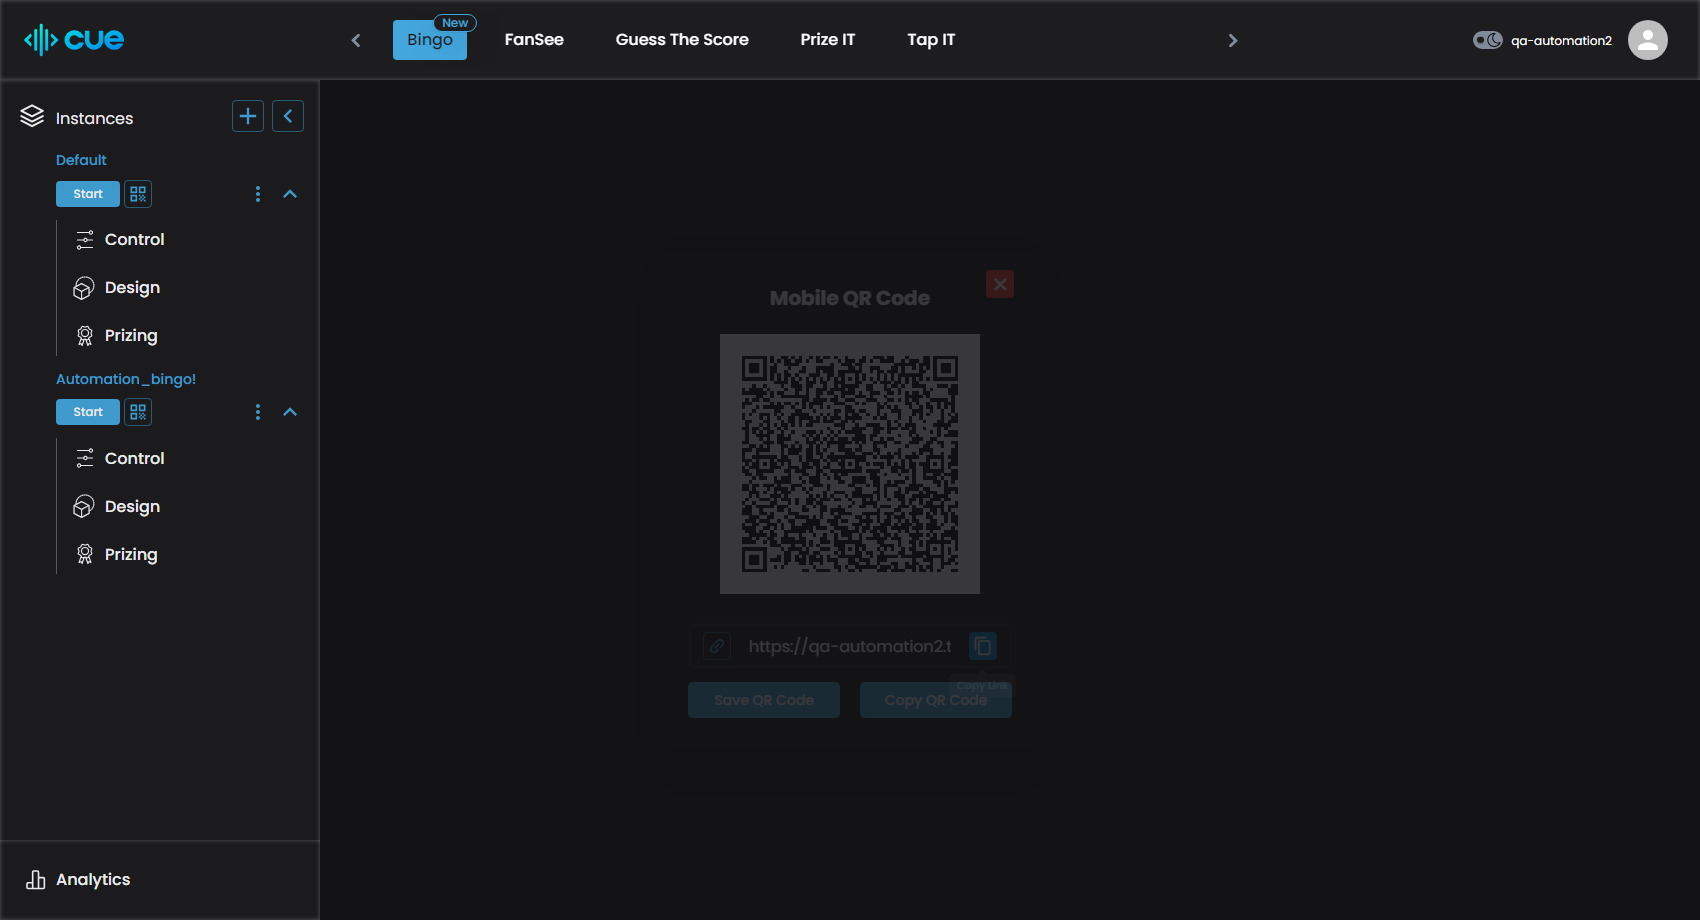 cue
Bingo
New
FanSee
Guess The Score
Prize IT
Tap IT
qa-automation2
Instances
Default
Start
Control
Design
Prizing
Automation_bingo!
Start
Control
Design
Prizing
Analytics
Mobile QR Code
https://qa-automation2.t
Copy Link
Save QR Code
Copy QR Code